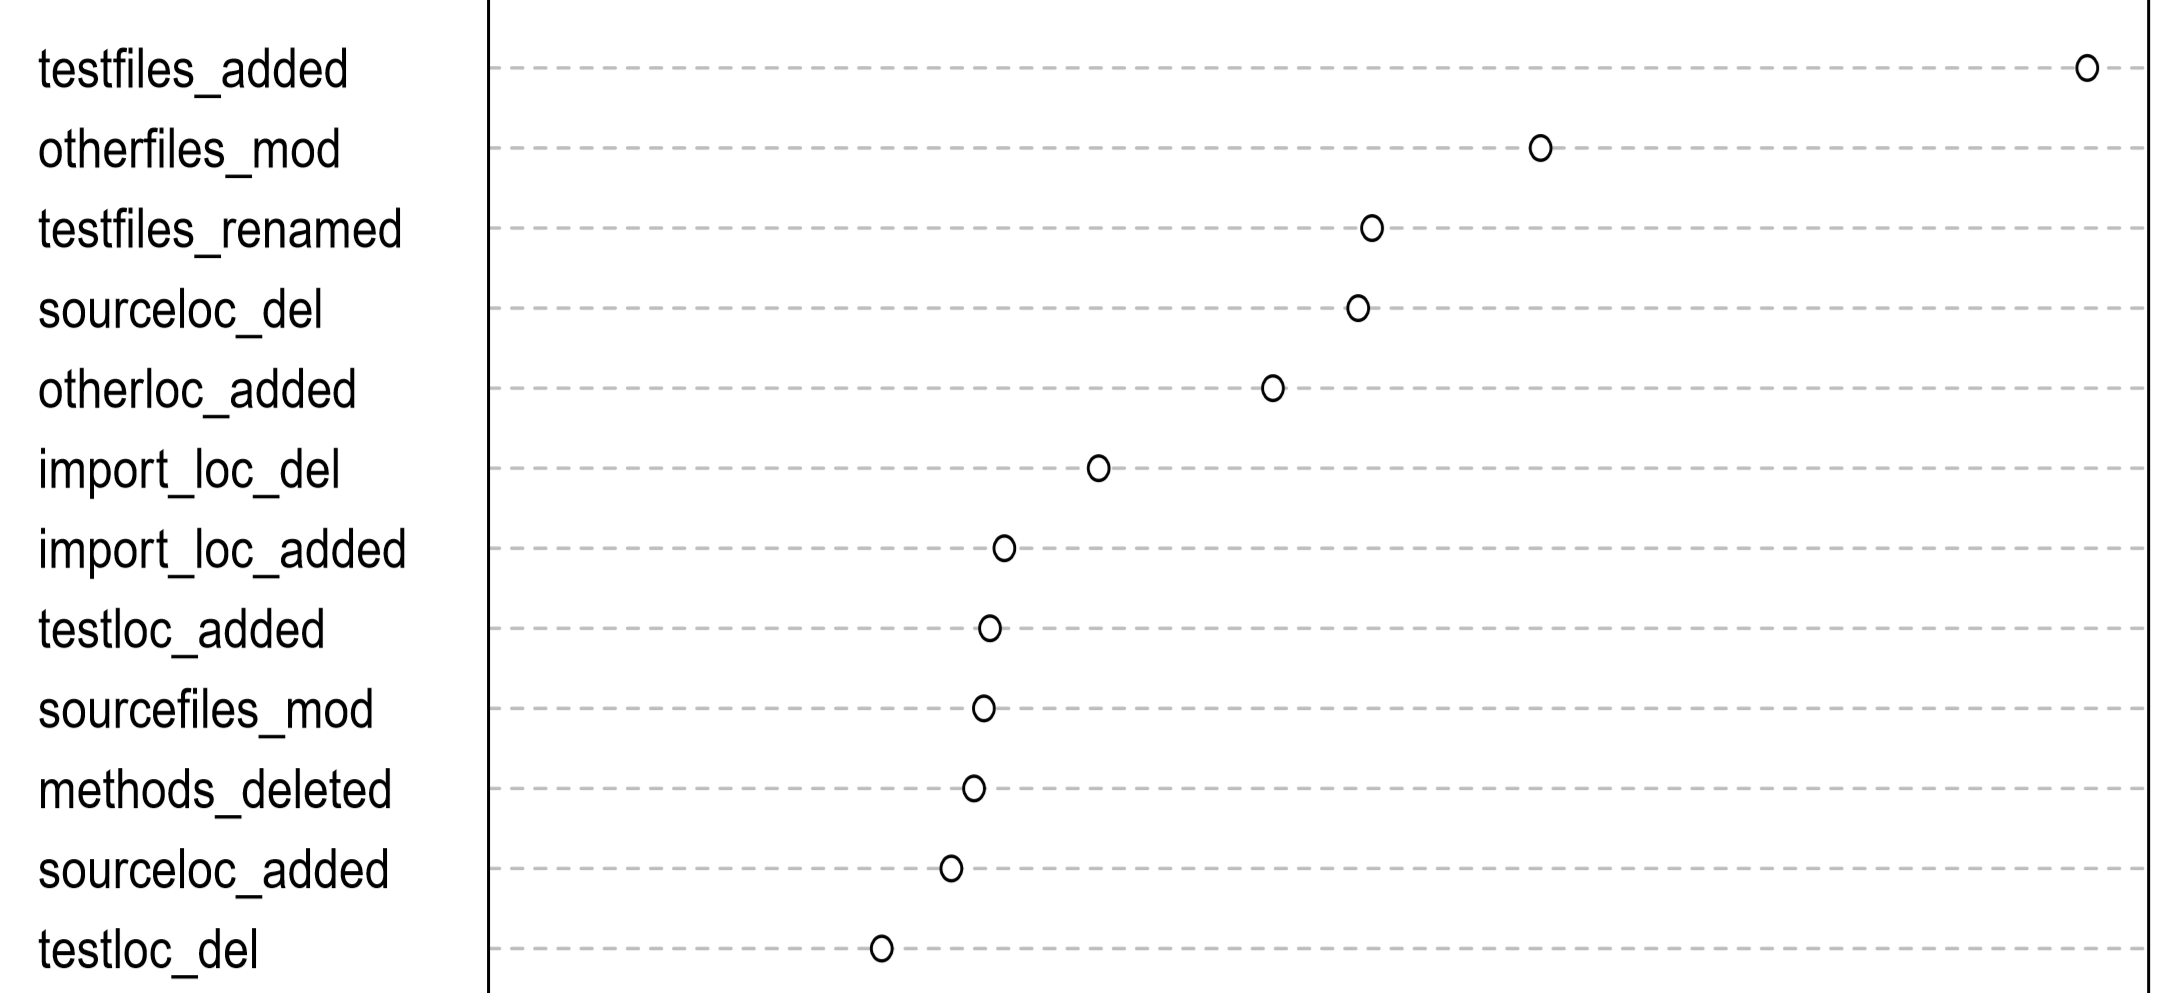 testfiles_added
otherfiles_mod
testfiles_renamed
sourceloc_del
otherloc_added
import_loc_del
import_loc_added
testloc_added
sourcefiles_mod
methods_deleted
sourceloc_added
testloc_del